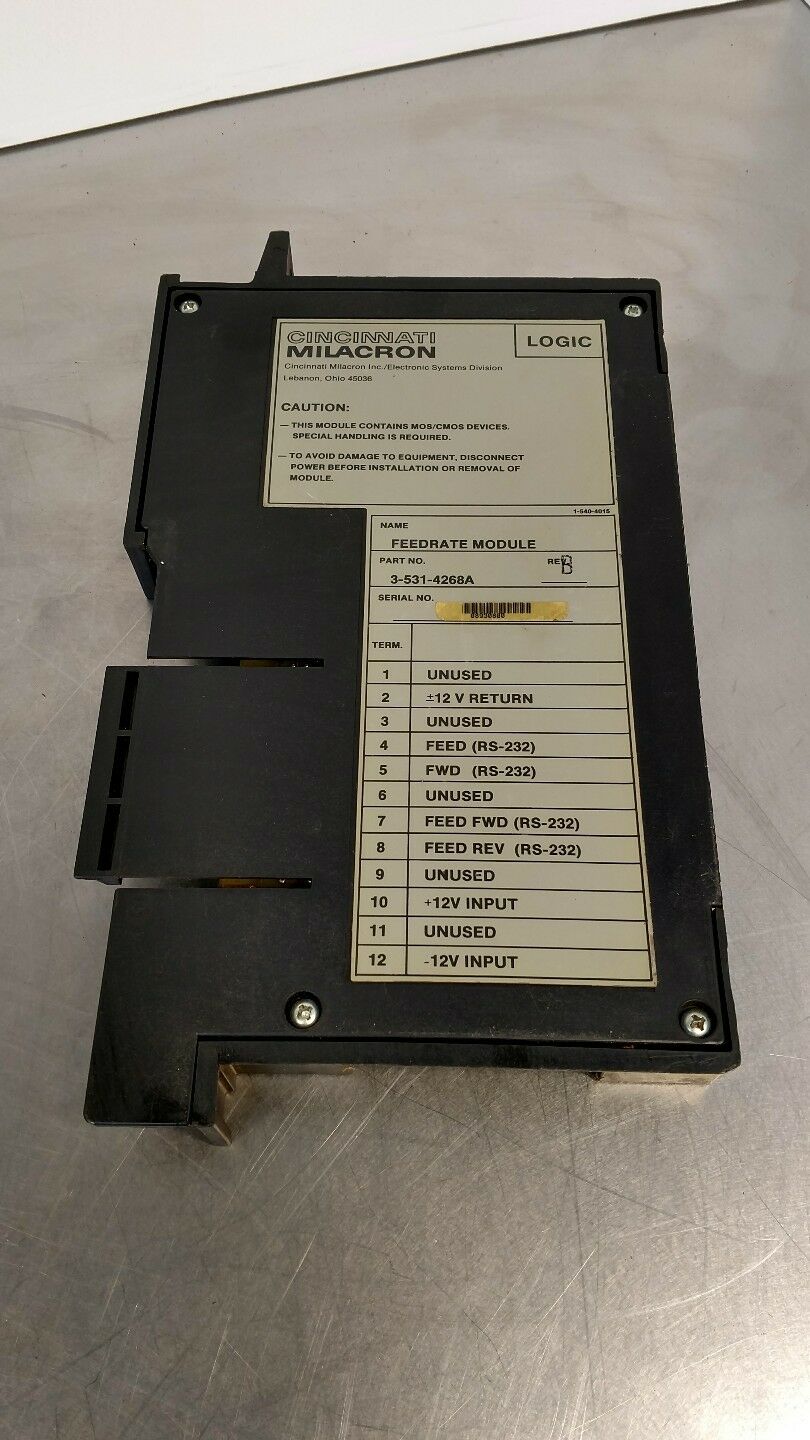 CINCINNATI
MILACRON
LOGIC
Cincinnati Milacron Inc./Electronic Systems Division
Lebanon, Ohio 45036
CAUTION:
— THIS MODULE CONTAINS MOS/CMOS DEVICES.
SPECIAL HANDLING IS REQUIRED.
— TO AVOID DAMAGE TO EQUIPMENT, DISCONNECT
POWER BEFORE INSTALLATION OR REMOVAL OF
MODULE.
1-540-4015
NAME
FEEDRATE MODULE
PART NO. REV. B
3-531-4268A
SERIAL NO.
TERM.
1 UNUSED
2 ±12 V RETURN
3 UNUSED
4 FEED (RS-232)
5 FWD (RS-232)
6 UNUSED
7 FEED FWD (RS-232)
8 FEED REV (RS-232)
9 UNUSED
10 +12V INPUT
11 UNUSED
12 -12V INPUT